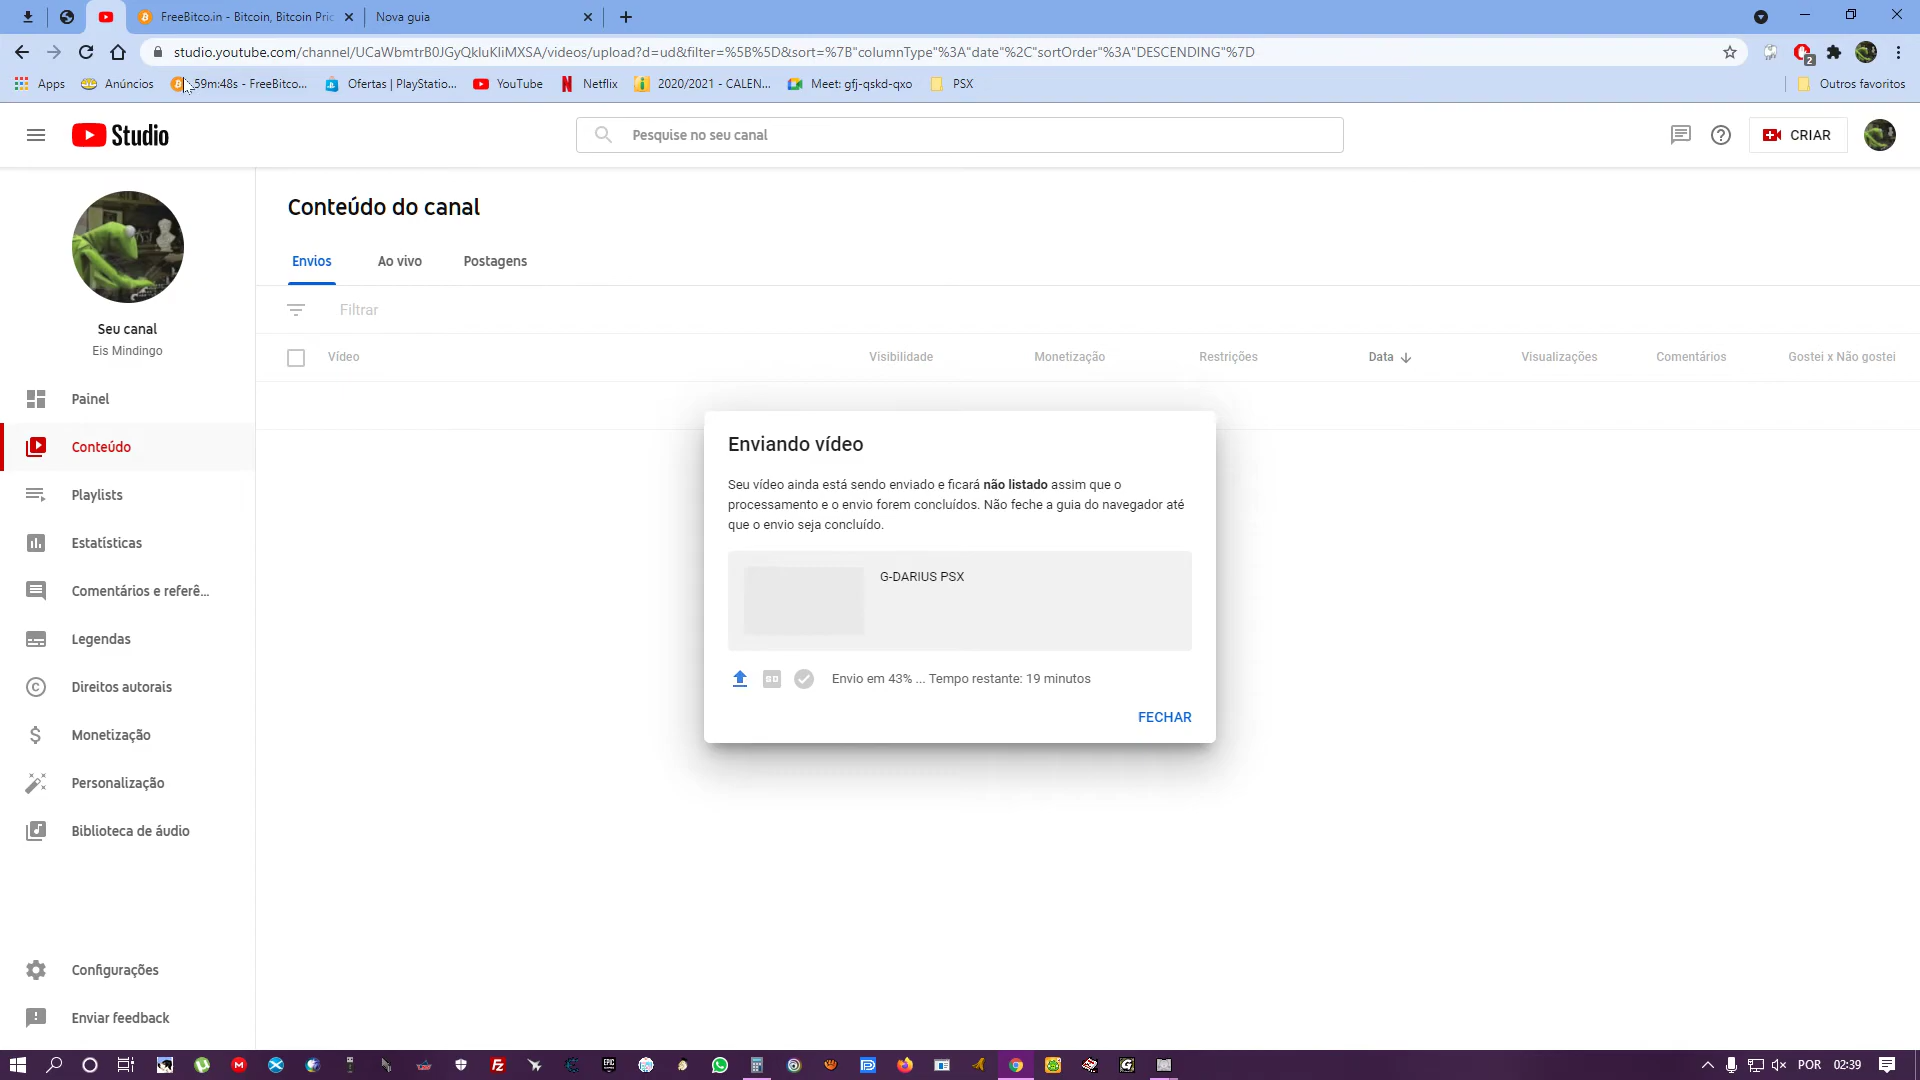 FreeBitco.in - Bitcoin, Bitcoin Pric
Nova guia
studio.youtube.com/channel/UCaWbmtrB0JGyQkluKliMXSA/videos/upload?d=ud&filter=%5B%5D&sort=%7B"columnType"%3A"date"%2C"sortOrder"%3A"DESCENDING"%7D
2
Apps
Anúncios
59m:48s - FreeBitco...
Ofertas | PlayStatio...
YouTube
Netflix
2020/2021 - CALEN...
Meet: gfj-qskd-qxo
PSX
Outros favoritos
Studio
Pesquise no seu canal
CRIAR
Seu canal
Eis Mindingo
Painel
Conteúdo
Playlists
Estatísticas
Comentários e referê...
Legendas
Direitos autorais
Monetização
Personalização
Biblioteca de áudio
Configurações
Enviar feedback
Conteúdo do canal
Envios
Ao vivo
Postagens
Filtrar
Vídeo
Visibilidade
Monetização
Restrições
Data
Visualizações
Comentários
Gostei x Não gostei
Enviando vídeo
Seu vídeo ainda está sendo enviado e ficará não listado assim que o
processamento e o envio forem concluídos. Não feche a guia do navegador até
que o envio seja concluído.
G-DARIUS PSX
SD
Envio em 43% ... Tempo restante: 19 minutos
FECHAR
POR
02:39